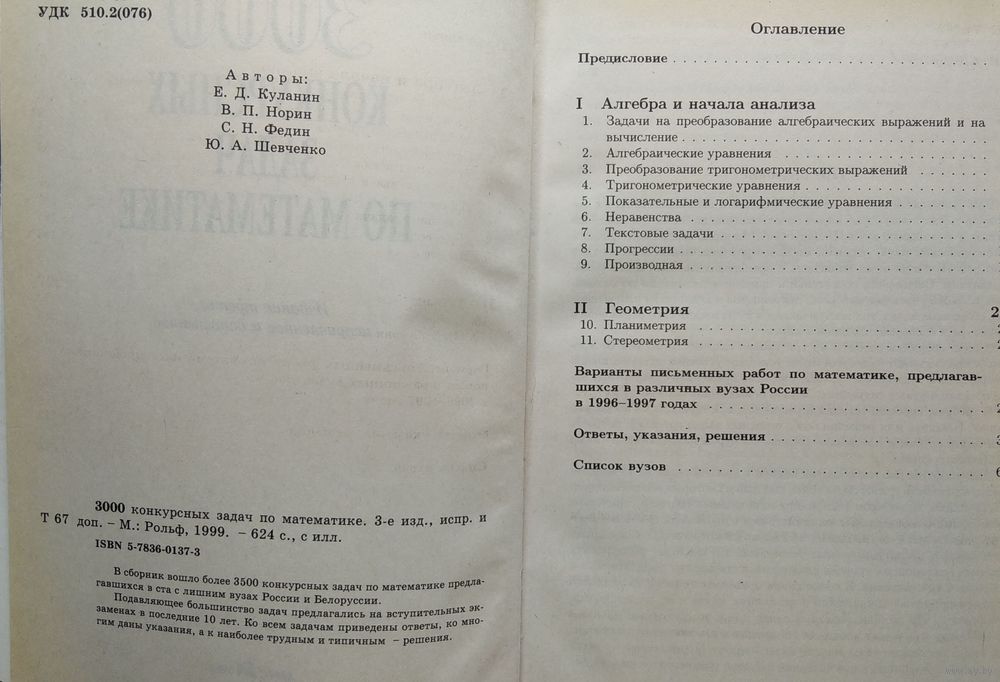 УДК 510.2(076)
Авторы:
Е. Д. Куланин
В. П. Норин
С. Н. Федин
Ю. А. Шевченко
3000 конкурсных задач по математике. 3-е изд., испр. и
Т 67 доп. – М.: Рольф, 1999. – 624 с., с илл.
ISBN 5-7836-0137-3
В сборник вошло более 3500 конкурсных задач по математике предла-
гавшихся в ста с лишним вузах России и Белоруссии.
Подавляющее большинство задач предлагались на вступительных эк-
заменах в последние 10 лет. Ко всем задачам приведены ответы, ко мно-
гим даны указания, а к наиболее трудным и типичным – решения.
Оглавление
Предисловие . . . . . . . . . . . . . . . . . . . . . . . . .
I Алгебра и начала анализа
1. Задачи на преобразование алгебраических выражений и на
вычисление . . . . . . . . . . . . . . . . . . . . . . . .
2. Алгебраические уравнения . . . . . . . . . . . . . . . .
3. Преобразование тригонометрических выражений . . . . . .
4. Тригонометрические уравнения . . . . . . . . . . . . . .
5. Показательные и логарифмические уравнения . . . . . . .
6. Неравенства . . . . . . . . . . . . . . . . . . . . . . .
7. Текстовые задачи . . . . . . . . . . . . . . . . . . . .
8. Прогрессии . . . . . . . . . . . . . . . . . . . . . . .
9. Производная . . . . . . . . . . . . . . . . . . . . . . .
II Геометрия 2
10. Планиметрия . . . . . . . . . . . . . . . . . . . . . .
11. Стереометрия . . . . . . . . . . . . . . . . . . . . . .
Варианты письменных работ по математике, предлагав-
шихся в различных вузах России
в 1996–1997 годах . . . . . . . . . . . . . . . . . . . . .
Ответы, указания, решения . . . . . . . . . . . . . . . . .
Список вузов . . . . . . . . . . . . . . . . . . . . . . . 6